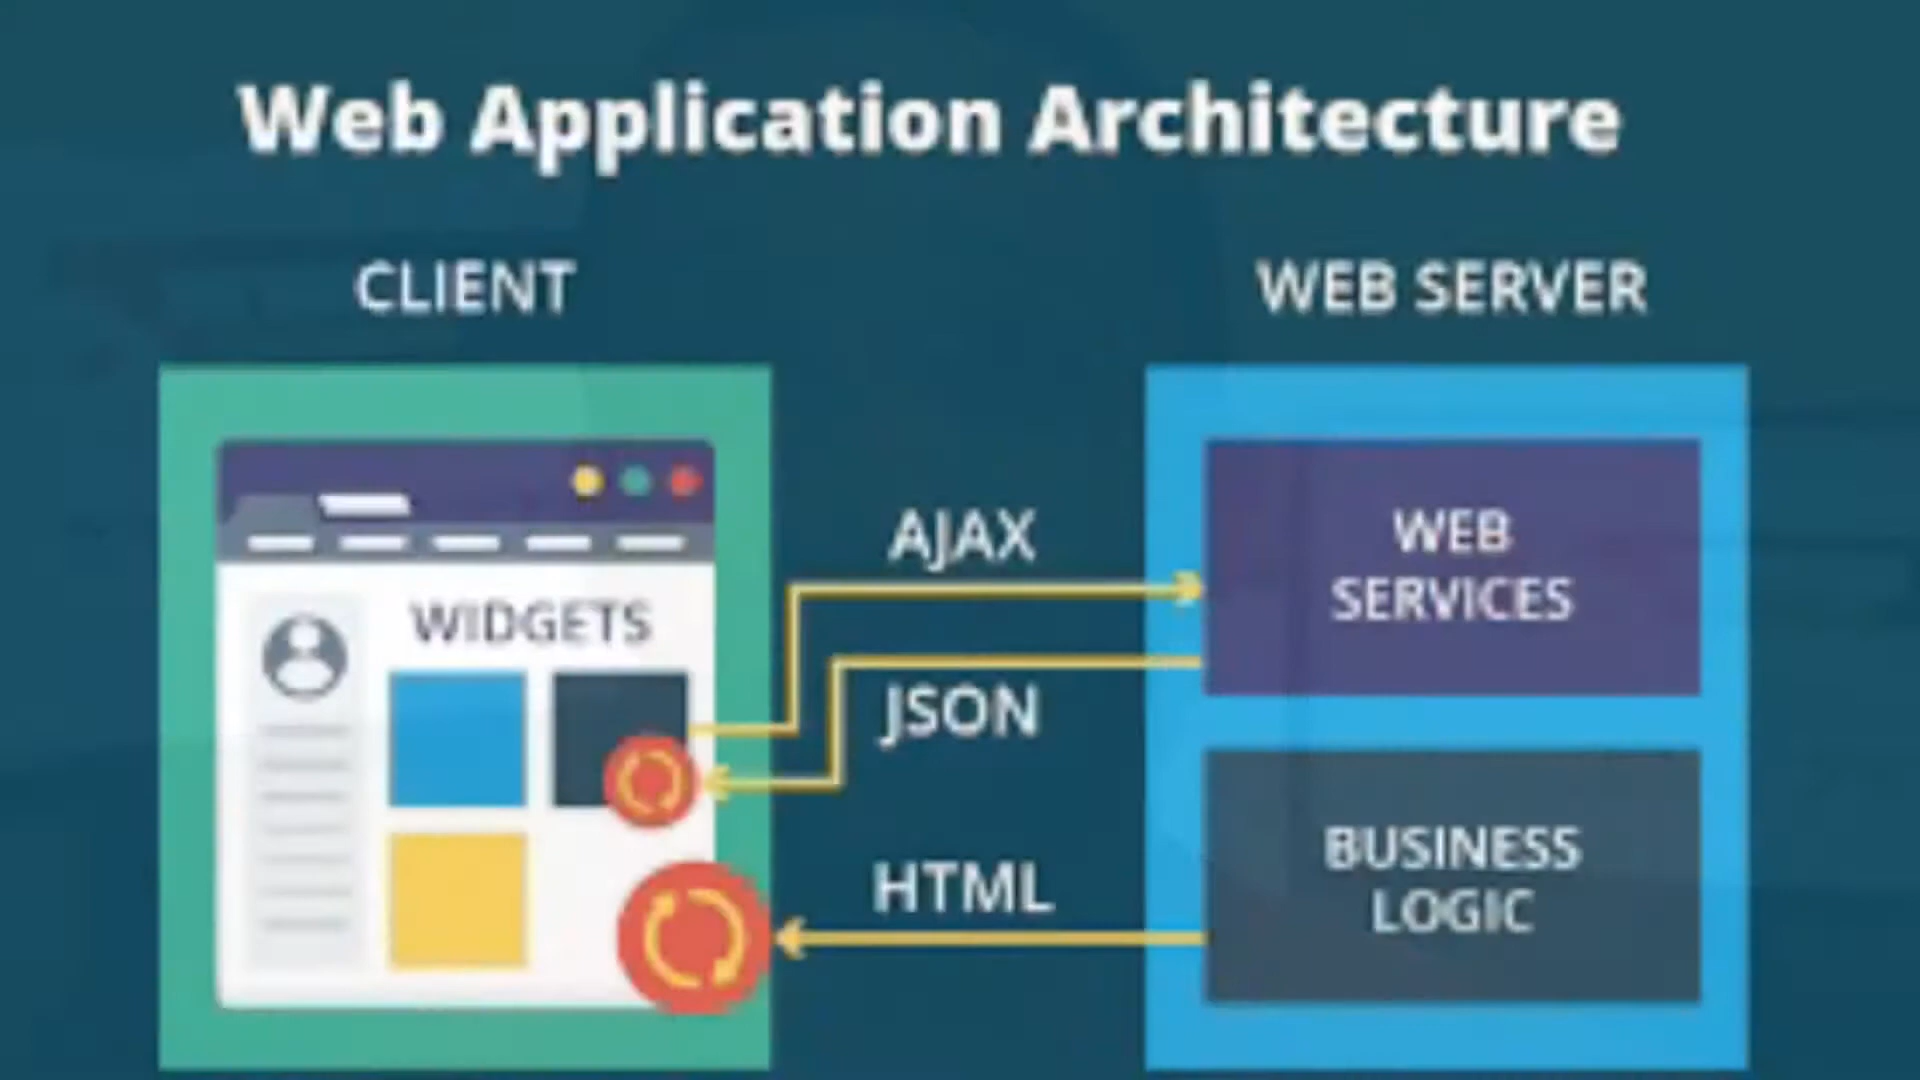 Web Application Architecture
CLIENT
WEB SERVER
WIDGETS
AJAX
JSON
HTML
WEB
SERVICES
BUSINESS
LOGIC